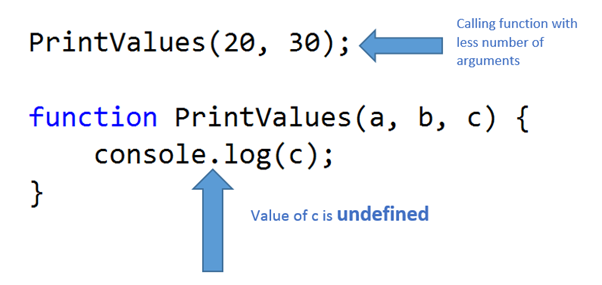 PrintValues(20, 30);
Calling function with
less number of
arguments
function PrintValues(a, b, c) {
console.log(c);
}
Value of c is undefined